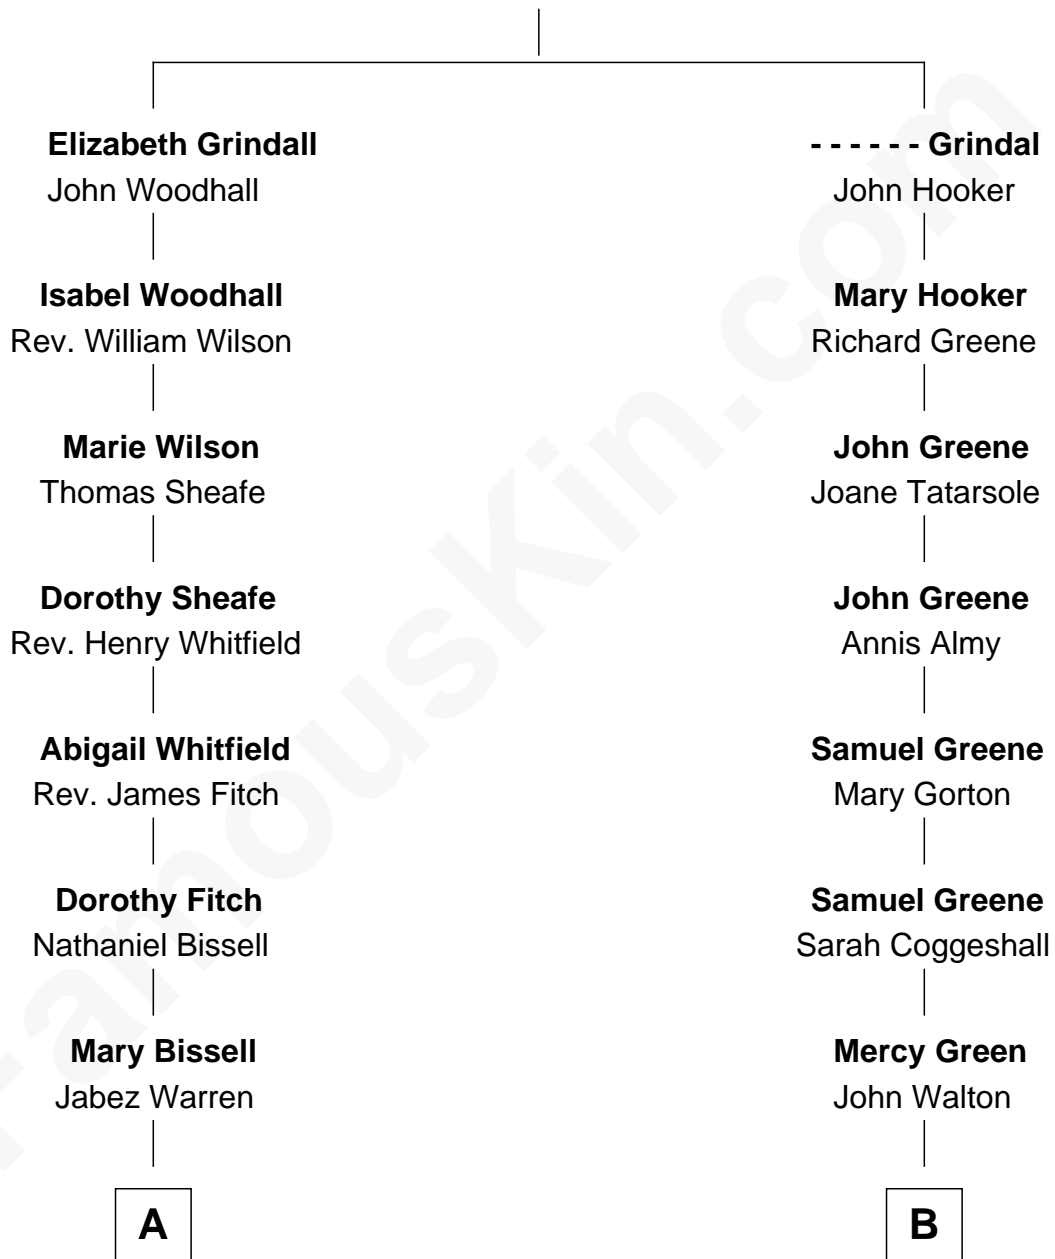 Elizabeth Grindall
John Woodhall
Isabel Woodhall
Rev. William Wilson
Marie Wilson
Thomas Sheafe
Dorothy Sheafe
Rev. Henry Whitfield
Abigail Whitfield
Rev. James Fitch
Dorothy Fitch
Nathaniel Bissell
Mary Bissell
Jabez Warren
A
- - - - - - Grindal
John Hooker
Mary Hooker
Richard Greene
John Greene
Joane Tatarsole
John Greene
Annis Almy
Samuel Greene
Mary Gorton
Samuel Greene
Sarah Coggeshall
Mercy Green
John Walton
B
FamousKin.com